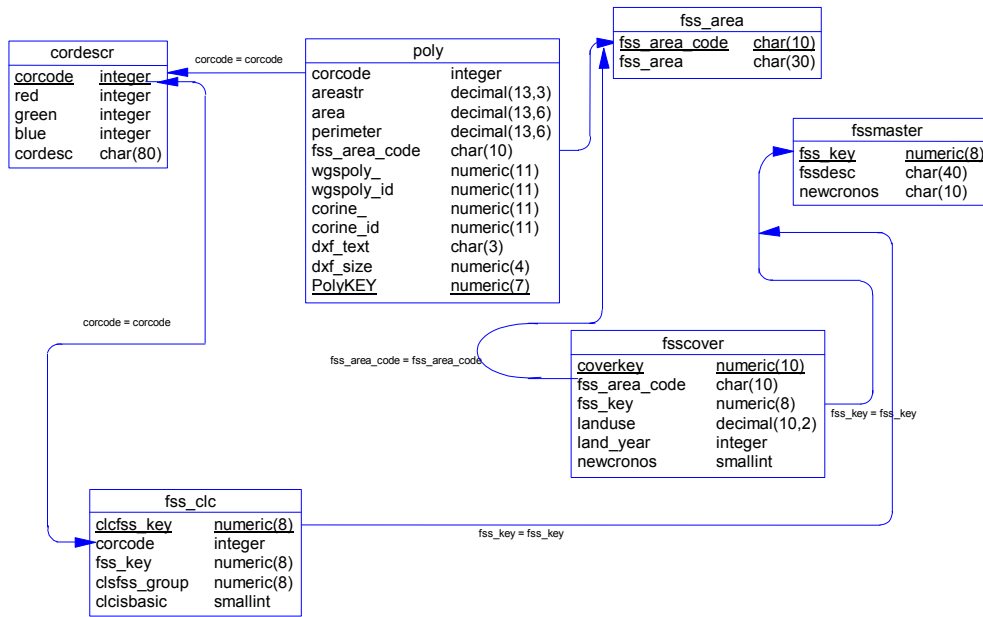 fss_area
fss_area_code char(10)
fss_area char(30)
cordescr
corcode integer
red integer
green integer
blue integer
cordesc char(80)
corcode = corcode
poly
corcode integer
areastr decimal(13,3)
area decimal(13,6)
perimeter decimal(13,6)
fss_area_code char(10)
wgspoly_ numeric(11)
wgspoly_id numeric(11)
corine_ numeric(11)
corine_id numeric(11)
dxf_text char(3)
dxf_size numeric(4)
PolyKEY numeric(7)
fssmaster
fss_key numeric(8)
fssdesc char(40)
newcronos char(10)
corcode = corcode
fss_area_code = fss_area_code
fsscover
coverkey numeric(10)
fss_area_code char(10)
fss_key numeric(8)
landuse decimal(10,2)
land_year integer
newcronos smallint
fss_key = fss_key
fss_clc
clcfss_key numeric(8)
corcode integer
fss_key numeric(8)
clsfss_group numeric(8)
clcisbasic smallint
fss_key = fss_key